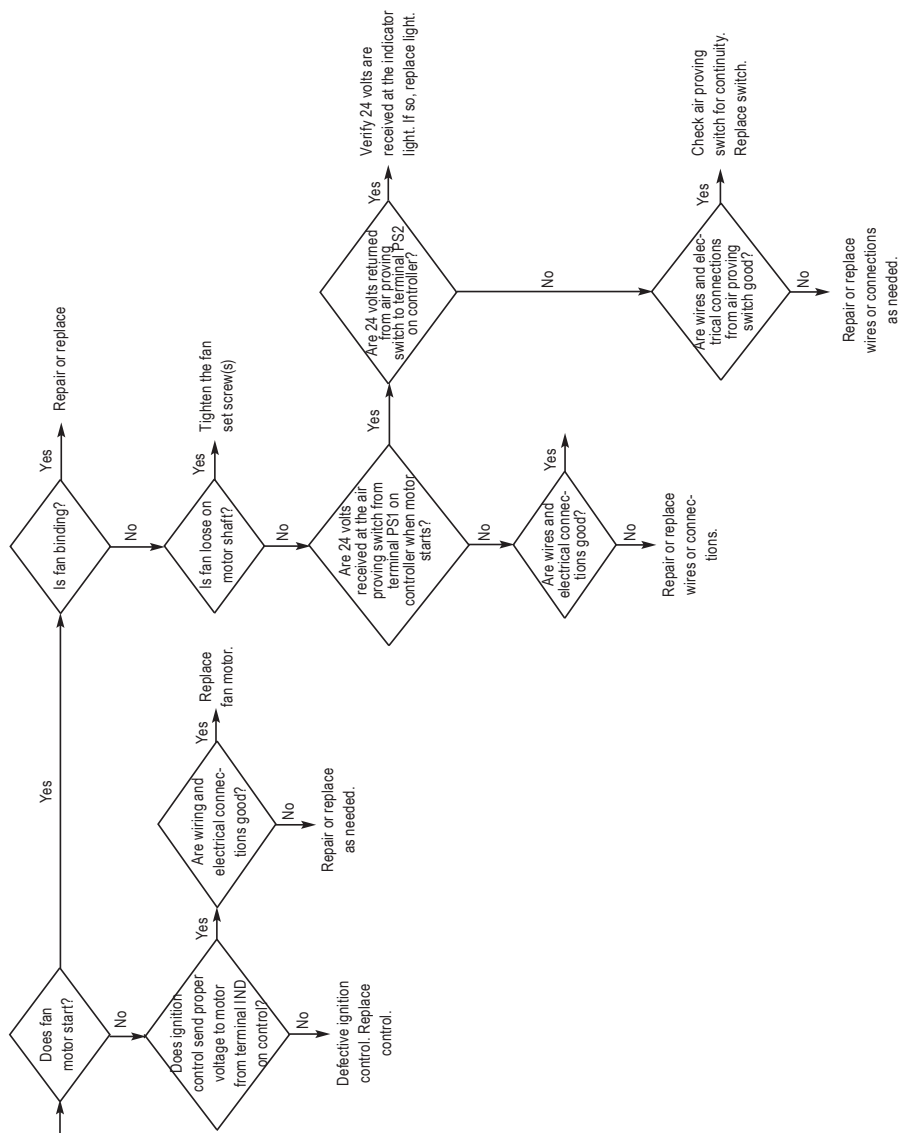 Does fan
motor start?
Yes
No
Does ignition
control send proper
voltage to motor
from terminal IND
on control?
Yes
No
Defective ignition
control. Replace
control.
Are wiring and
electrical connec-
tions good?
Yes
Replace
fan motor.
No
Repair or replace
as needed.
Is fan binding?
Yes
Repair or replace
No
Is fan loose on
motor shaft?
Yes
Tighten the fan
set screw(s)
No
Are 24 volts
received at the air
proving switch from
terminal PS1 on
controller when motor
starts?
Yes
No
Are wires and
electrical connec-
tions good?
Yes
No
Repair or replace
wires or connec-
tions.
Are 24 volts returned
from air proving
switch to terminal PS2
on controller?
Yes
Verify 24 volts are
received at the indicator
light. If so, replace light.
No
Are wires and elec-
trical connections
from air proving
switch good?
Yes
Check air proving
switch for continuity.
Replace switch.
No
Repair or replace
wires or connections
as needed.